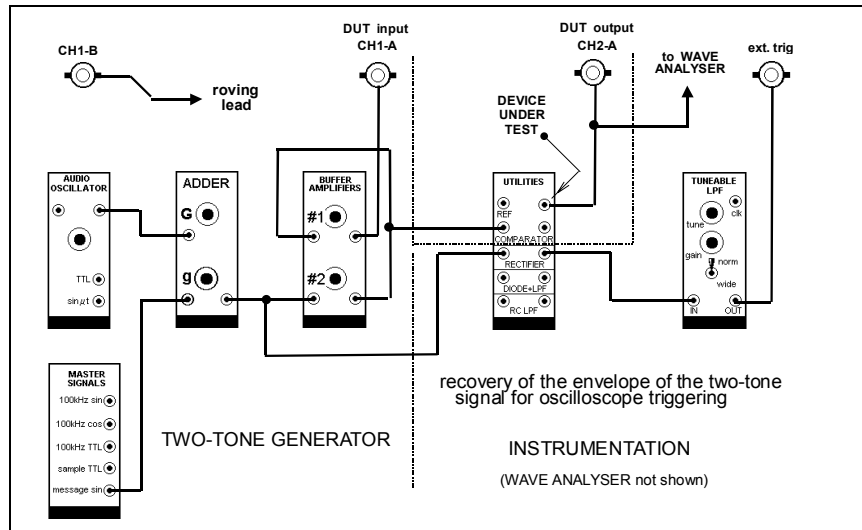 CH1-B
DUT input
CH1-A
DUT output
CH2-A
ext. trig
roving
lead
to WAVE
ANALYSER
DEVICE
UNDER
TEST
AUDIO
OSCILLATOR
TTL
sinμt
ADDER
G
g
BUFFER
AMPLIFIERS
#1
#2
UTILITIES
REF
COMPARATOR
RECTIFIER
DIODE+LPF
RC LPF
TUNEABLE
LPF
clk
tune
gain
norm
wide
IN
OUT
MASTER
SIGNALS
100kHz sin
100kHz cos
100kHz TTL
sample TTL
message sin
TWO-TONE GENERATOR
recovery of the envelope of the two-tone
signal for oscilloscope triggering
INSTRUMENTATION
(WAVE ANALYSER not shown)